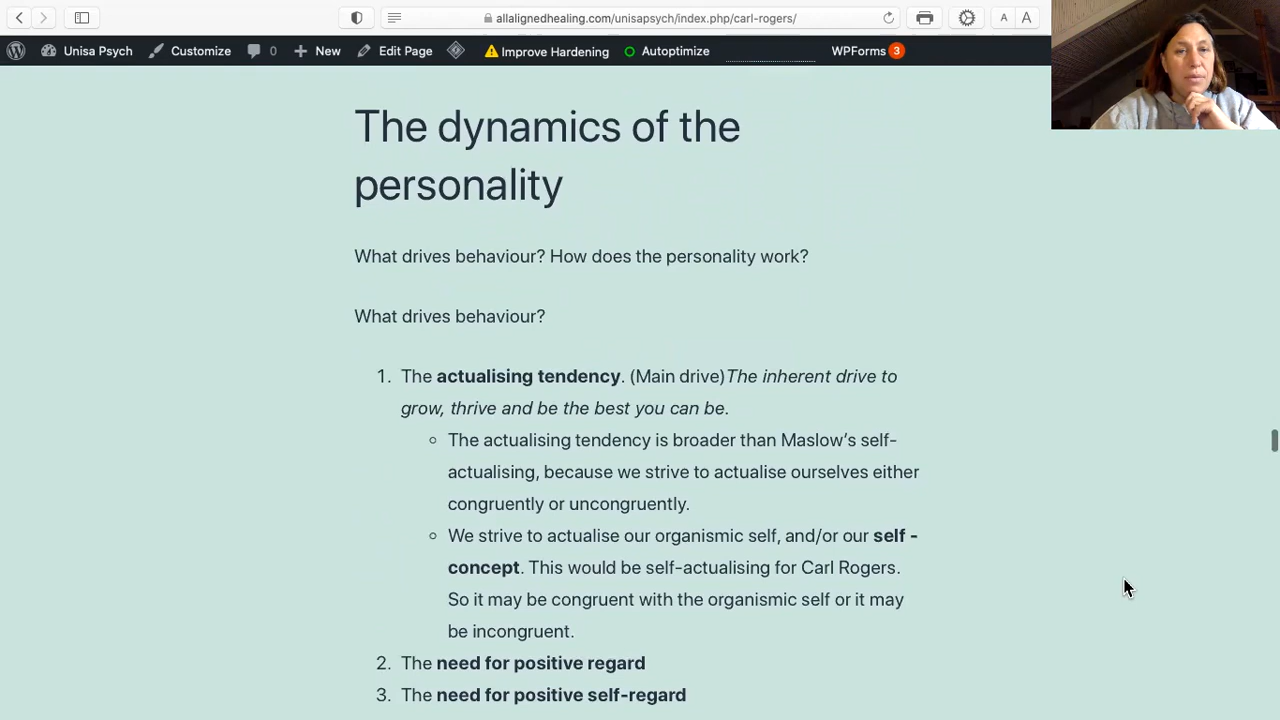 allalignedhealing.com/unisapsych/index.php/carl-rogers/
A A
Unisa Psych Customize 0 New Edit Page Improve Hardening Autoptimize WPForms 3
The dynamics of the
personality
What drives behaviour? How does the personality work?
What drives behaviour?
1. The actualising tendency. (Main drive)The inherent drive to
grow, thrive and be the best you can be.
The actualising tendency is broader than Maslow’s self-
actualising, because we strive to actualise ourselves either
congruently or uncongruently.
We strive to actualise our organismic self, and/or our self -
concept. This would be self-actualising for Carl Rogers.
So it may be congruent with the organismic self or it may
be incongruent.
2. The need for positive regard
3. The need for positive self-regard